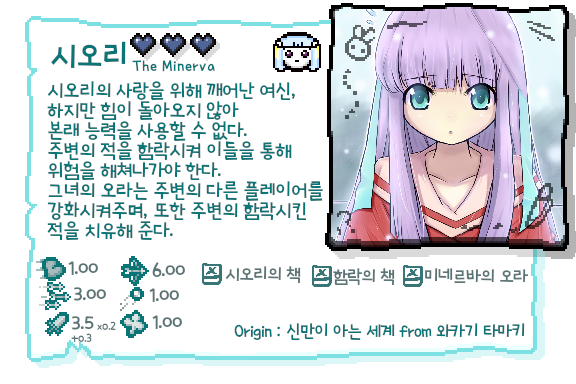 시오리
The Minerva
시오리의 사랑을 위해 깨어난 여신,
하지만 힘이 돌아오지 않아
본래 능력을 사용할 수 없다.
주변의 적을 함락시켜 이들을 통해
위험을 헤쳐나가야 한다.
그녀의 오라는 주변의 다른 플레이어를
강화시켜주며, 또한 주변의 함락시킨
적을 치유해 준다.
1.00 6.00 시오리의 책 함락의 책 미네르바의 오라
3.00 1.00
3.5 x0.2 +0.3 1.00
Origin : 신만이 아는 세계 from 와카기 타마키